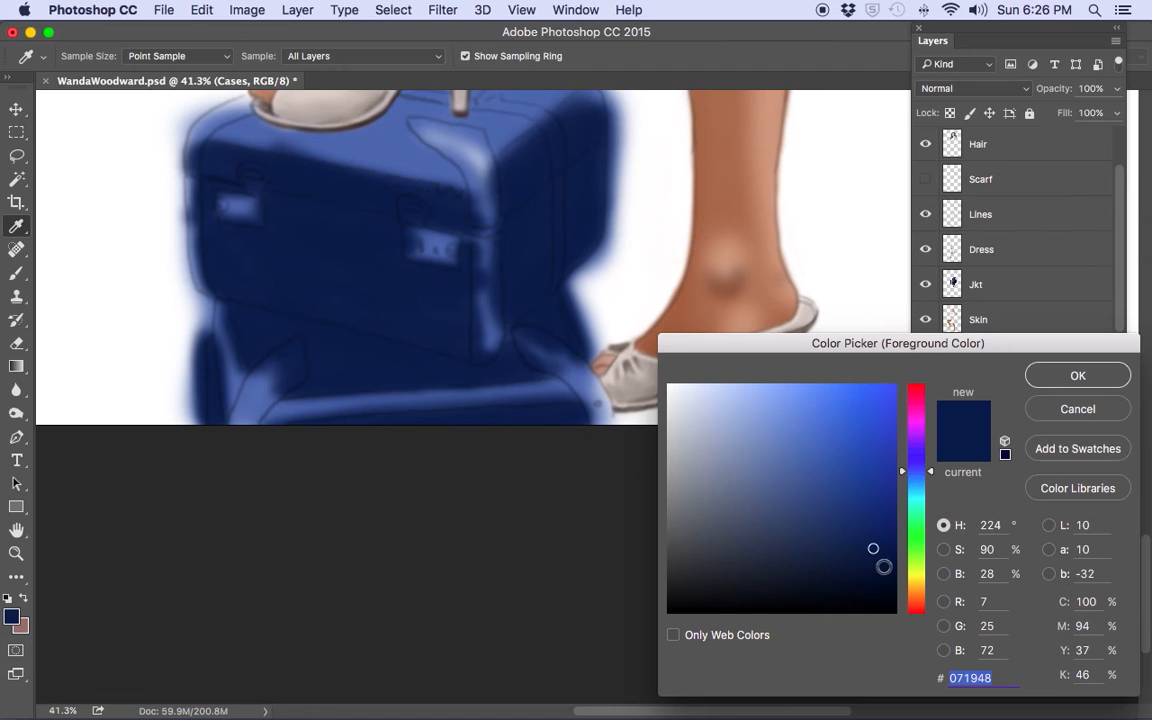 Photoshop CC File Edit Image Layer Type Select Filter 3D View Window Help Sun 6:26 PM
Adobe Photoshop CC 2015
Sample Size: Point Sample Sample: All Layers Show Sampling Ring
WandaWoodward.psd @ 41.3% (Cases, RGB/8) *
Layers
Kind
Normal Opacity: 100%
Lock: Fill: 100%
Hair
Scarf
Lines
Dress
Jkt
Skin
Color Picker (Foreground Color)
new
current
OK
Cancel
Add to Swatches
Color Libraries
H: 224 ° L: 10
S: 90 % a: 10
B: 28 % b: -32
R: 7 C: 100 %
G: 25 M: 94 %
B: 72 Y: 37 %
# 071948 K: 46 %
Only Web Colors
41.3% Doc: 59.9M/200.8M